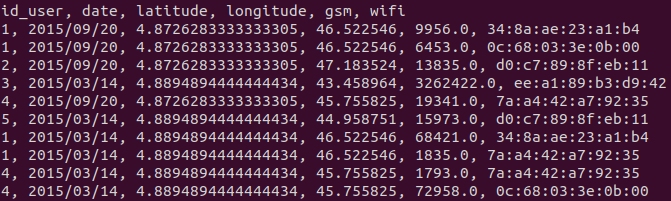 id_user, date, latitude, longitude, gsm, wifi
1, 2015/09/20, 4.8726283333333305, 46.522546, 9956.0, 34:8a:ae:23:a1:b4
1, 2015/09/20, 4.8726283333333305, 46.522546, 6453.0, 0c:68:03:3e:0b:00
2, 2015/09/20, 4.8726283333333305, 47.183524, 13835.0, d0:c7:89:8f:eb:11
3, 2015/03/14, 4.8894894444444434, 43.458964, 3262422.0, ee:a1:89:b3:d9:42
4, 2015/09/20, 4.8726283333333305, 45.755825, 19341.0, 7a:a4:42:a7:92:35
5, 2015/03/14, 4.8894894444444434, 44.958751, 15973.0, d0:c7:89:8f:eb:11
1, 2015/03/14, 4.8894894444444434, 46.522546, 68421.0, 34:8a:ae:23:a1:b4
1, 2015/03/14, 4.8894894444444434, 46.522546, 1835.0, 7a:a4:42:a7:92:35
4, 2015/03/14, 4.8894894444444434, 45.755825, 1793.0, 7a:a4:42:a7:92:35
4, 2015/03/14, 4.8894894444444434, 45.755825, 72958.0, 0c:68:03:3e:0b:00